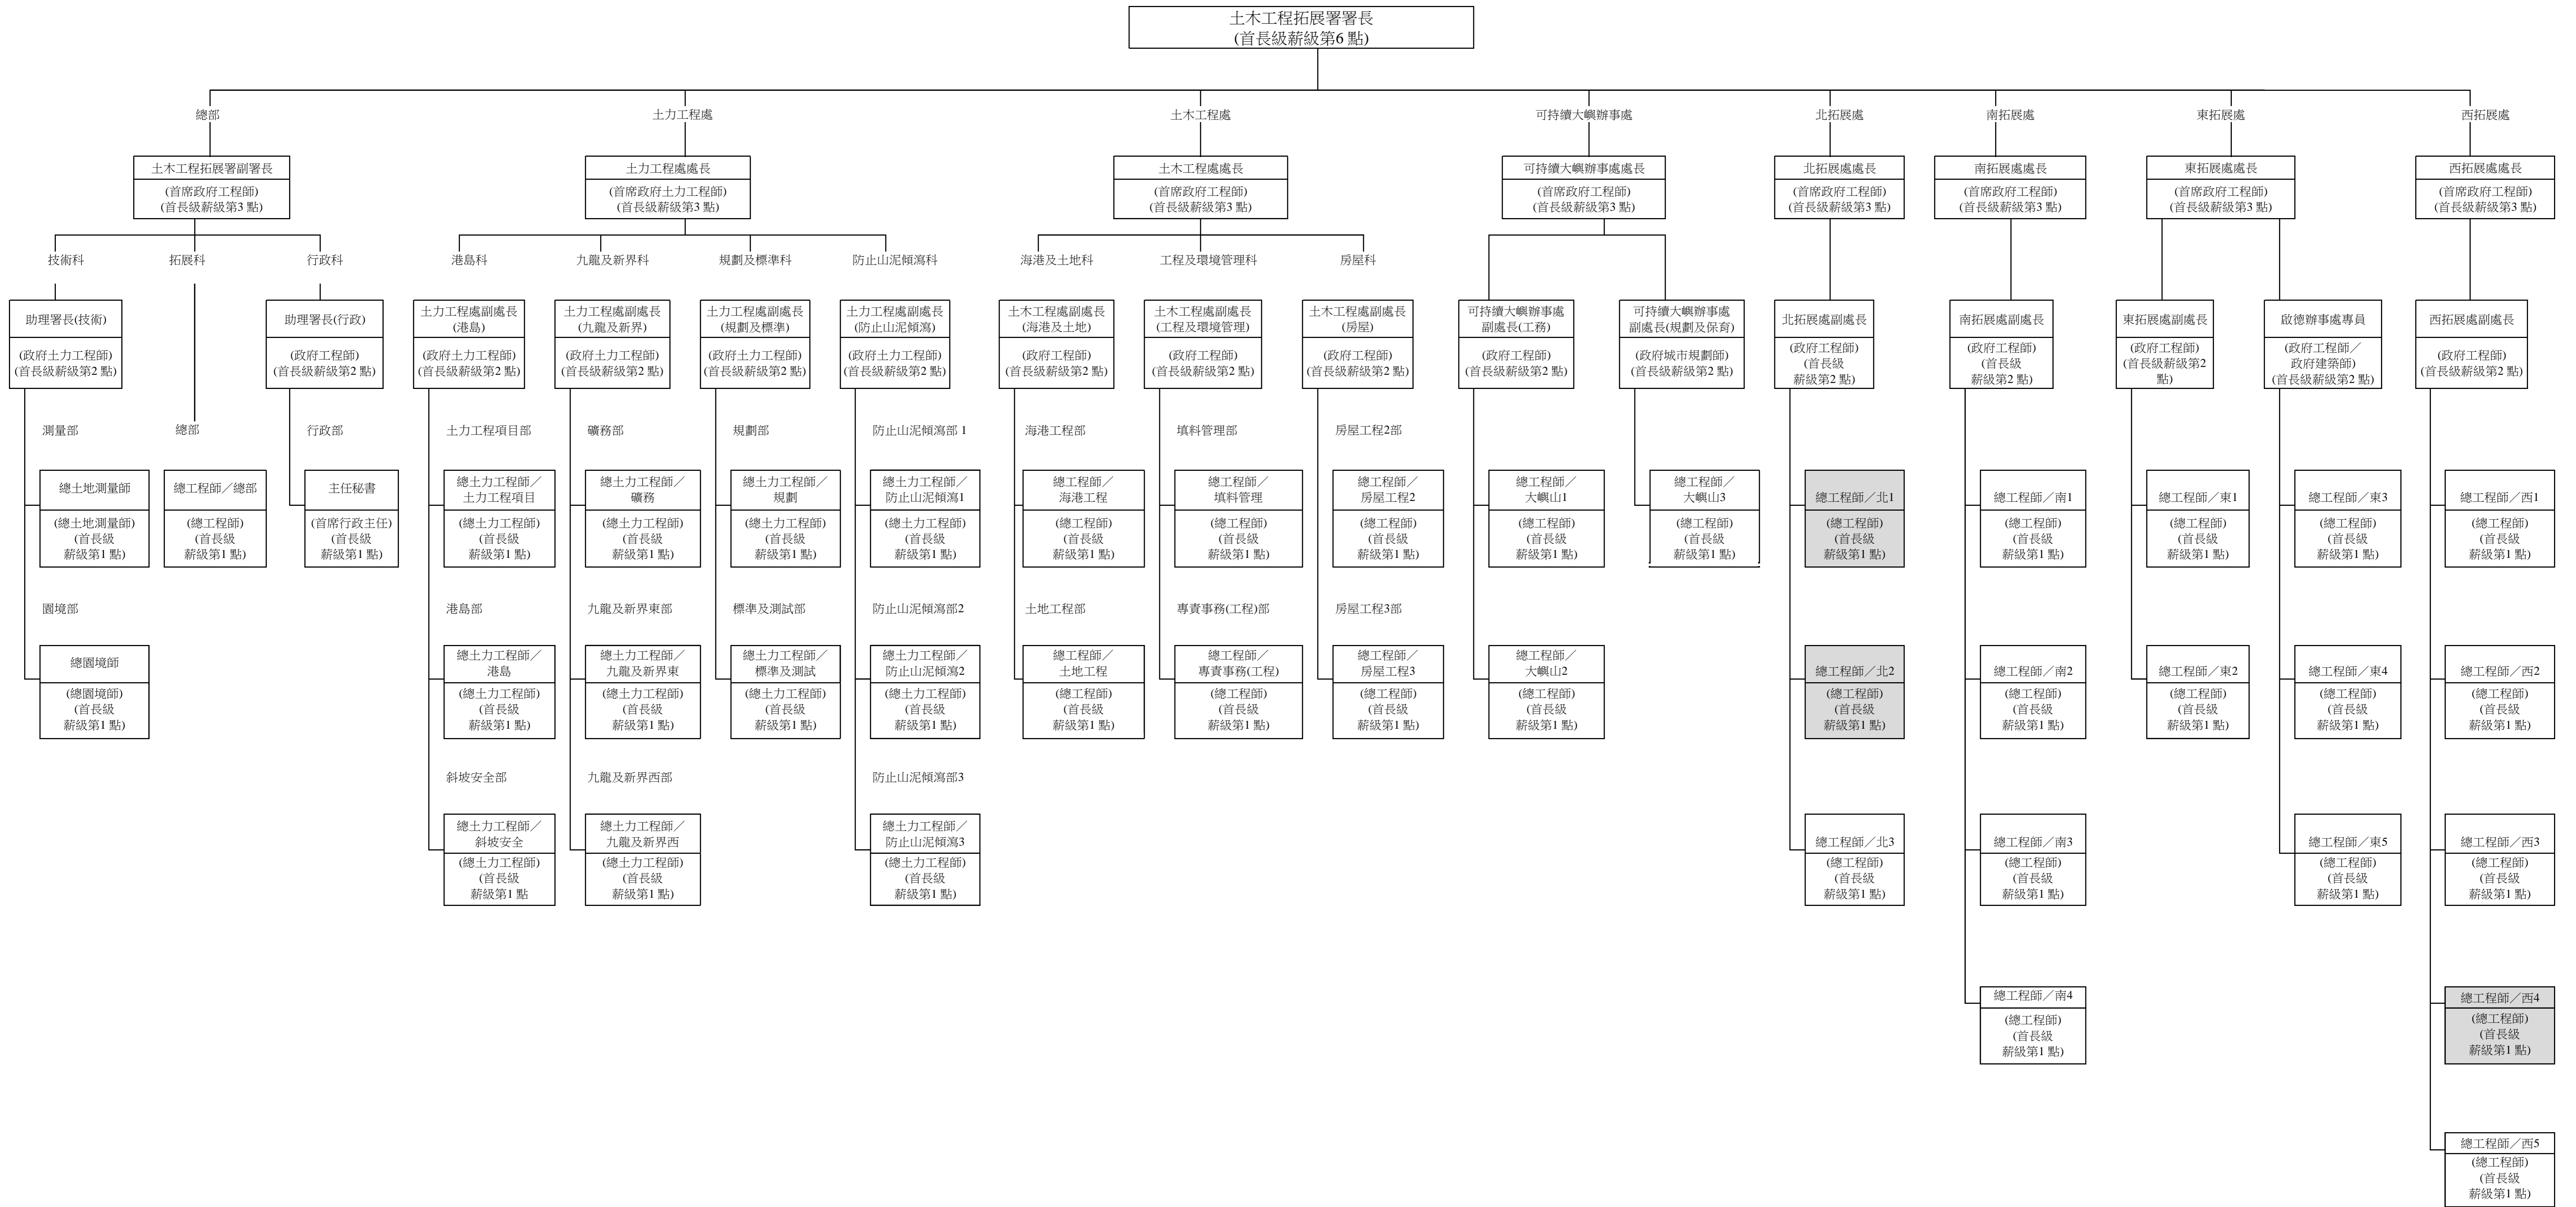 土木工程拓展署署長
(首長級薪級第6 點)
總部
土力工程處
土木工程處
可持續大嶼辦事處
北拓展處
南拓展處
東拓展處
西拓展處
土木工程拓展署副署長
(首席政府工程師)
(首長級薪級第3 點)
土力工程處處長
(首席政府土力工程師)
(首長級薪級第3 點)
土木工程處處長
(首席政府工程師)
(首長級薪級第3 點)
可持續大嶼辦事處處長
(首席政府工程師)
(首長級薪級第3 點)
北拓展處處長
(首席政府工程師)
(首長級薪級第3 點)
南拓展處處長
(首席政府工程師)
(首長級薪級第3 點)
東拓展處處長
(首席政府工程師)
(首長級薪級第3 點)
西拓展處處長
(首席政府工程師)
(首長級薪級第3 點)
技術科
拓展科
行政科
港島科
九龍及新界科
規劃及標準科
防止山泥傾瀉科
海港及土地科
工程及環境管理科
房屋科
助理署長(技術)
(政府土力工程師)
(首長級薪級第2 點)
助理署長(行政)
(政府工程師)
(首長級薪級第2 點)
土力工程處副處長
(港島)
(政府土力工程師)
(首長級薪級第2 點)
土力工程處副處長
(九龍及新界)
(政府土力工程師)
(首長級薪級第2 點)
土力工程處副處長
(規劃及標準)
(政府土力工程師)
(首長級薪級第2 點)
土力工程處副處長
(防止山泥傾瀉)
(政府土力工程師)
(首長級薪級第2 點)
土木工程處副處長
(海港及土地)
(政府工程師)
(首長級薪級第2 點)
土木工程處副處長
(工程及環境管理)
(政府工程師)
(首長級薪級第2 點)
土木工程處副處長
(房屋)
(政府工程師)
(首長級薪級第2 點)
可持續大嶼辦事處
副處長(工務)
(政府工程師)
(首長級薪級第2 點)
可持續大嶼辦事處
副處長(規劃及保育)
(政府城市規劃師)
(首長級薪級第2 點)
北拓展處副處長
(政府工程師)
(首長級
薪級第2 點)
南拓展處副處長
(政府工程師)
(首長級
薪級第2 點)
東拓展處副處長
(政府工程師)
(首長級薪級第2
點)
啟德辦事處專員
(政府工程師／
政府建築師)
(首長級薪級第2 點)
西拓展處副處長
(政府工程師)
(首長級薪級第2 點)
測量部
總部
行政部
土力工程項目部
礦務部
規劃部
防止山泥傾瀉部 1
海港工程部
填料管理部
房屋工程2部
總土地測量師
(總土地測量師)
(首長級
薪級第1 點)
總工程師／總部
(總工程師)
(首長級
薪級第1 點)
主任秘書
(首席行政主任)
(首長級
薪級第1 點)
總土力工程師／
土力工程項目
(總土力工程師)
(首長級
薪級第1 點)
總土力工程師／
礦務
(總土力工程師)
(首長級
薪級第1 點)
總土力工程師／
規劃
(總土力工程師)
(首長級
薪級第1 點)
總土力工程師／
防止山泥傾瀉1
(總土力工程師)
(首長級
薪級第1 點)
總工程師／
海港工程
(總工程師)
(首長級
薪級第1 點)
總工程師／
填料管理
(總工程師)
(首長級
薪級第1 點)
總工程師／
房屋工程2
(總工程師)
(首長級
薪級第1 點)
總工程師／
大嶼山1
(總工程師)
(首長級
薪級第1 點)
總工程師／
大嶼山3
(總工程師)
(首長級
薪級第1 點)
總工程師／北1
(總工程師)
(首長級
薪級第1 點)
總工程師／南1
(總工程師)
(首長級
薪級第1 點)
總工程師／東1
(總工程師)
(首長級
薪級第1 點)
總工程師／東3
(總工程師)
(首長級
薪級第1 點)
總工程師／西1
(總工程師)
(首長級
薪級第1 點)
園境部
港島部
九龍及新界東部
標準及測試部
防止山泥傾瀉部2
土地工程部
專責事務(工程)部
房屋工程3部
總園境師
(總園境師)
(首長級
薪級第1 點)
總土力工程師／
港島
(總土力工程師)
(首長級
薪級第1 點)
總土力工程師／
九龍及新界東
(總土力工程師)
(首長級
薪級第1 點)
總土力工程師／
標準及測試
(總土力工程師)
(首長級
薪級第1 點)
總土力工程師／
防止山泥傾瀉2
(總土力工程師)
(首長級
薪級第1 點)
總工程師／
土地工程
(總工程師)
(首長級
薪級第1 點)
總工程師／
專責事務(工程)
(總工程師)
(首長級
薪級第1 點)
總工程師／
房屋工程3
(總工程師)
(首長級
薪級第1 點)
總工程師／
大嶼山2
(總工程師)
(首長級
薪級第1 點)
總工程師／北2
(總工程師)
(首長級
薪級第1 點)
總工程師／南2
(總工程師)
(首長級
薪級第1 點)
總工程師／東2
(總工程師)
(首長級
薪級第1 點)
總工程師／東4
(總工程師)
(首長級
薪級第1 點)
總工程師／西2
(總工程師)
(首長級
薪級第1 點)
斜坡安全部
九龍及新界西部
防止山泥傾瀉部3
總土力工程師／
斜坡安全
(總土力工程師)
(首長級
薪級第1 點
總土力工程師／
九龍及新界西
(總土力工程師)
(首長級
薪級第1 點)
總土力工程師／
防止山泥傾瀉3
(總土力工程師)
(首長級
薪級第1 點)
總工程師／北3
(總工程師)
(首長級
薪級第1 點)
總工程師／南3
(總工程師)
(首長級
薪級第1 點)
總工程師／東5
(總工程師)
(首長級
薪級第1 點)
總工程師／西3
(總工程師)
(首長級
薪級第1 點)
總工程師／南4
(總工程師)
(首長級
薪級第1 點)
總工程師／西4
(總工程師)
(首長級
薪級第1 點)
總工程師／西5
(總工程師)
(首長級
薪級第1 點)